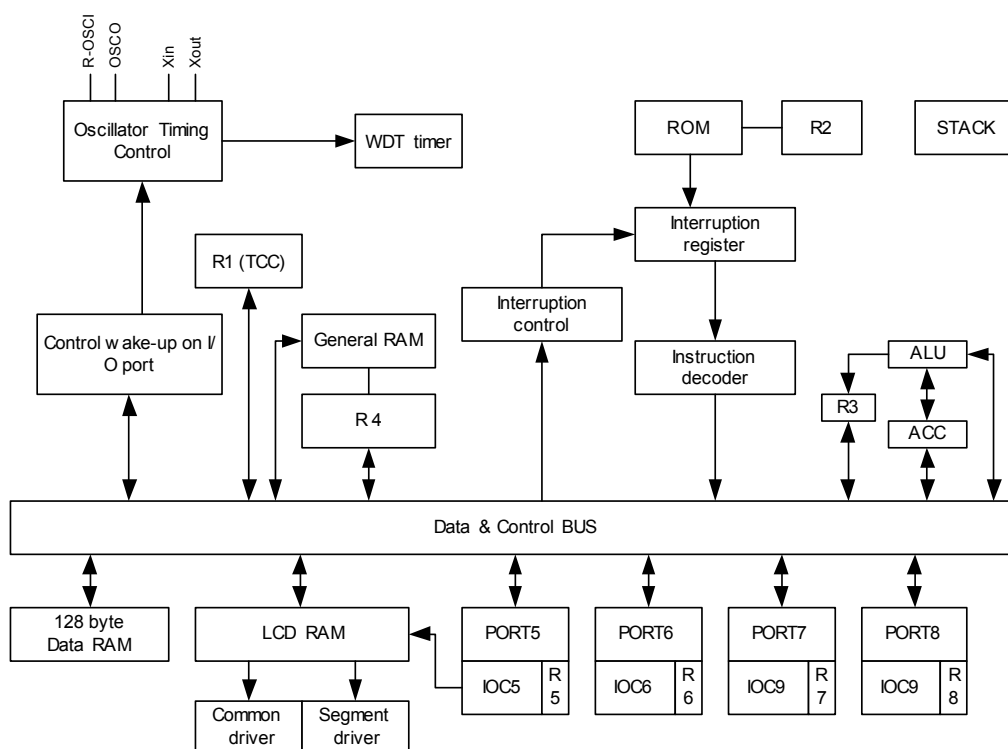 R-OSCI
OSCO
Xin
Xout
Oscillator Timing
Control
WDT timer
ROM
R2
STACK
Interruption
register
R1 (TCC)
Interruption
control
Control wake-up on I/
O port
General RAM
Instruction
decoder
ALU
R3
R 4
ACC
Data & Control BUS
128 byte
Data RAM
LCD RAM
PORT5
PORT6
PORT7
PORT8
IOC5
R
5
IOC6
R
6
IOC9
R
7
IOC9
R
8
Common
driver
Segment
driver